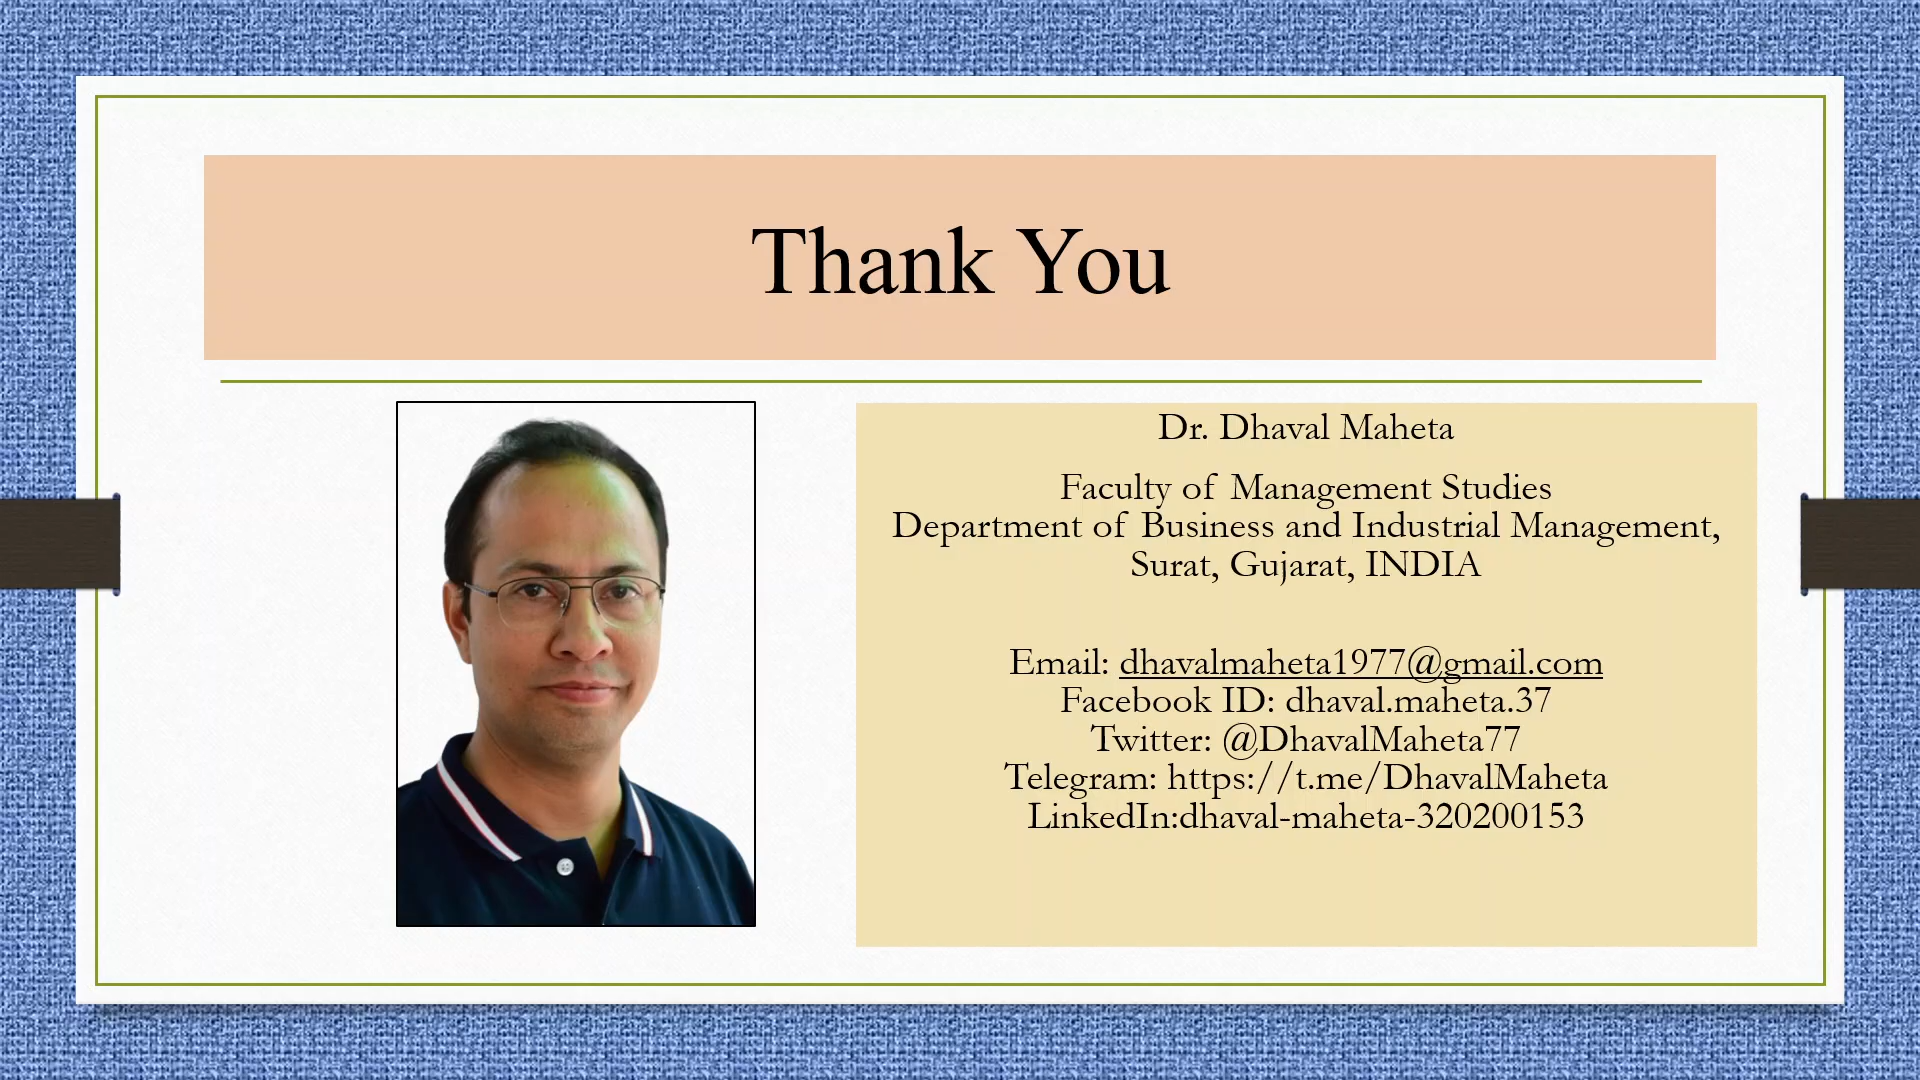 Thank You
Dr. Dhaval Maheta
Faculty of Management Studies
Department of Business and Industrial Management,
Surat, Gujarat, INDIA
Email: dhavalmaheta1977@gmail.com
Facebook ID: dhaval.maheta.37
Twitter: @DhavalMaheta77
Telegram: https://t.me/DhavalMaheta
LinkedIn:dhaval-maheta-320200153